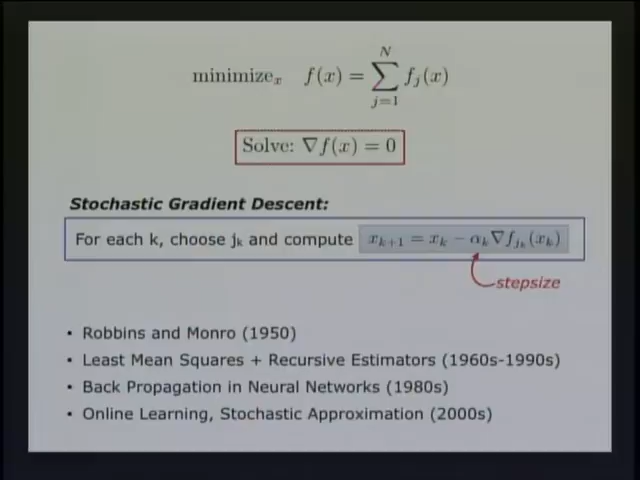 minimizeₓ f(x) = ∑_{j=1}^{N} f_j(x)
Solve: ∇f(x) = 0
Stochastic Gradient Descent:
For each k, choose jₖ and compute x_{k+1} = x_k − α_k∇f_{j_k}(x_k)
stepsize
• Robbins and Monro (1950)
• Least Mean Squares + Recursive Estimators (1960s-1990s)
• Back Propagation in Neural Networks (1980s)
• Online Learning, Stochastic Approximation (2000s)